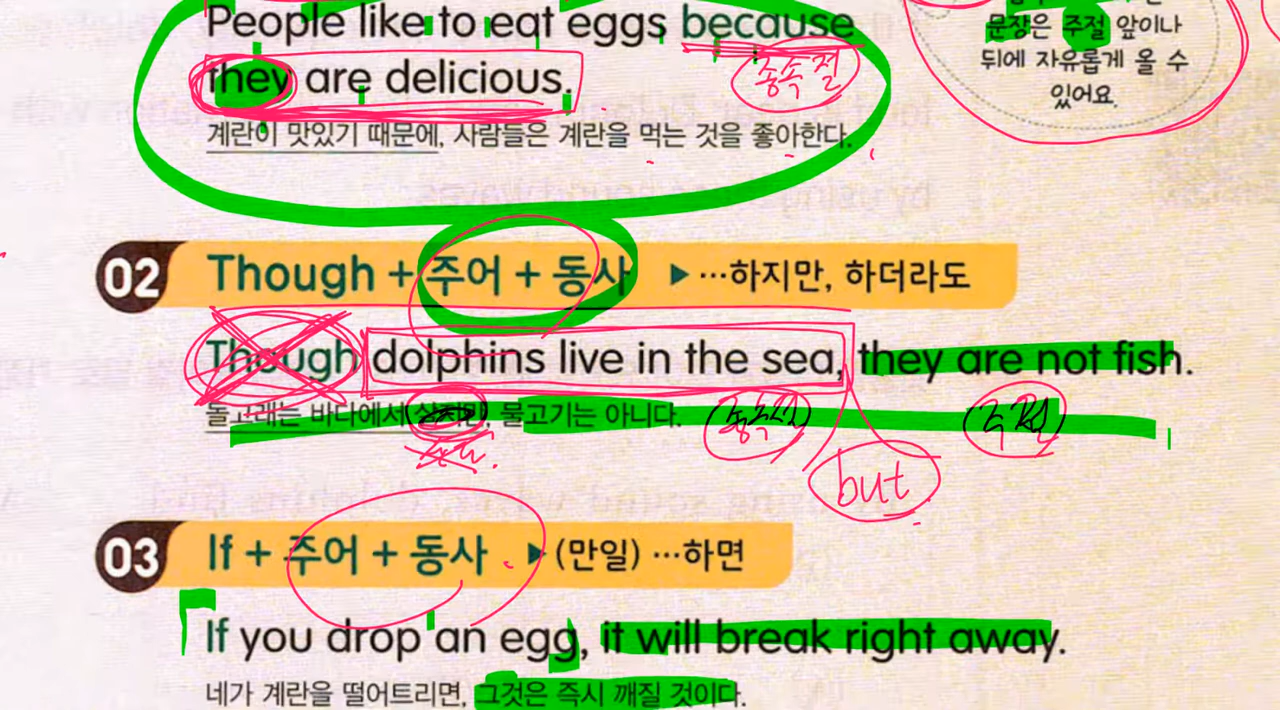 People like to eat eggs because
they are delicious.
종속절
계란이 맛있기 때문에, 사람들은 계란을 먹는 것을 좋아한다.
문장은 주절 앞이나
뒤에 자유롭게 올 수
있어요.
02 Though + 주어 + 동사 ▶ …하지만, 하더라도
Though dolphins live in the sea, they are not fish.
돌고래는 바다에서 살지만, 물고기는 아니다.
종속절
주절
but
03 If + 주어 + 동사 ▶ (만일) …하면
If you drop an egg, it will break right away.
네가 계란을 떨어트리면, 그것은 즉시 깨질 것이다.